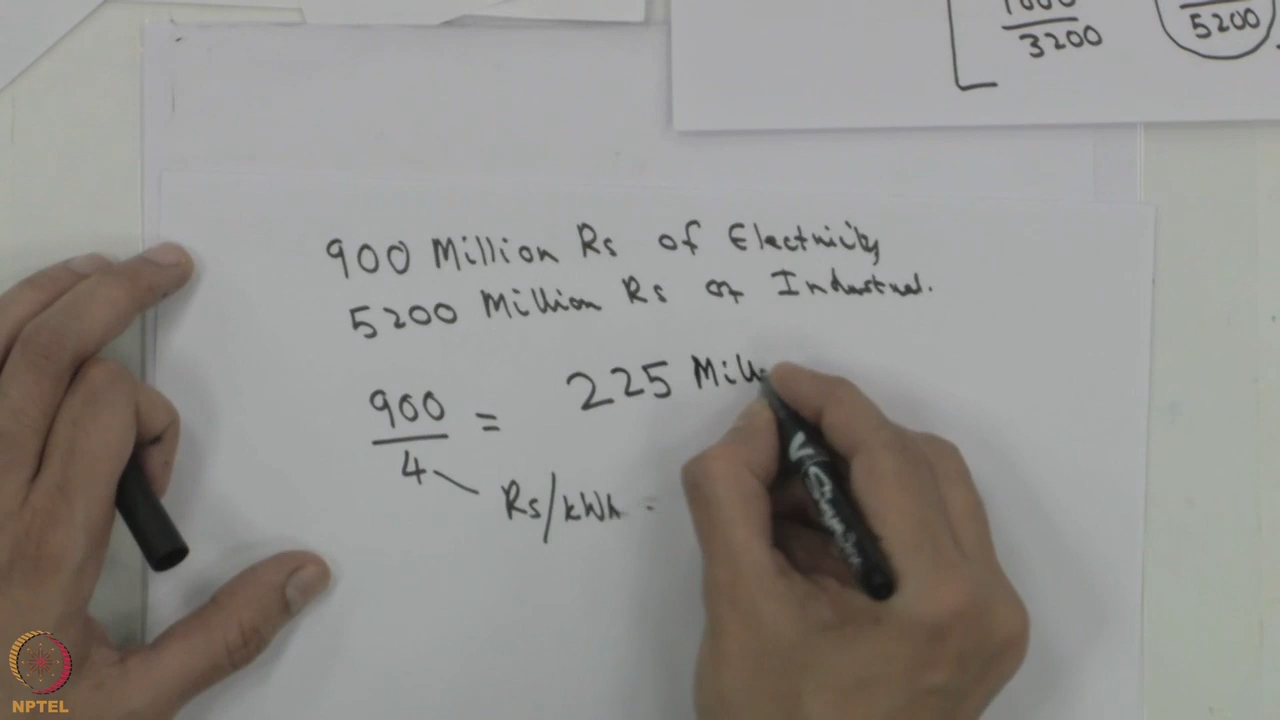 1000
3200
5200
900 Million Rs of Electricity
5200 Million Rs of Industrial.
900
4
= 225 Mill
Rs/kWh
NPTEL